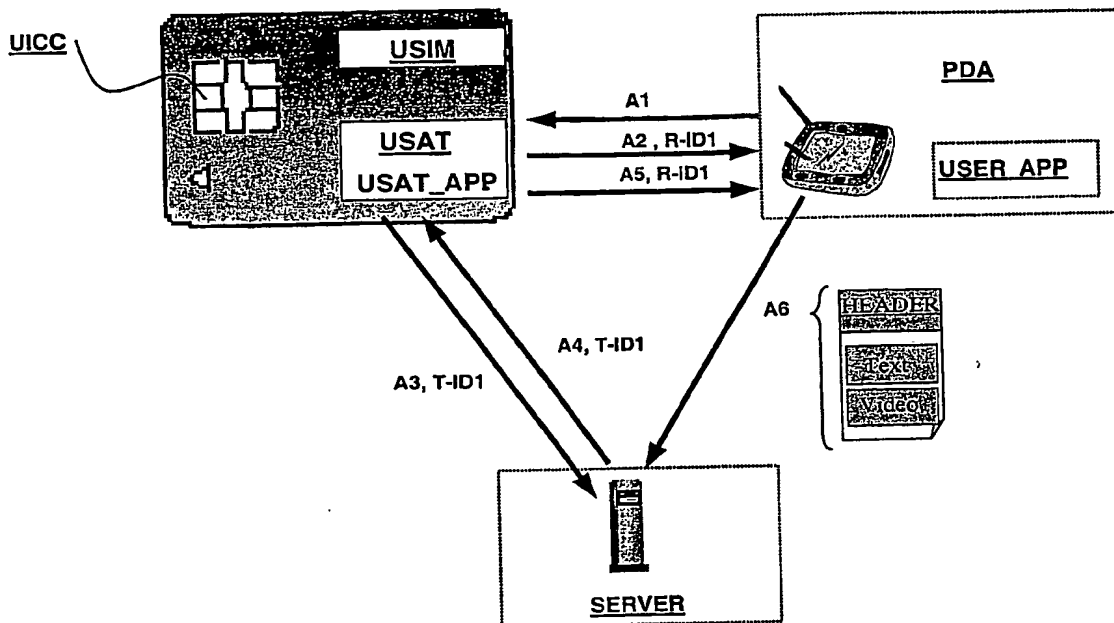 UICC
USIM
USAT
USAT_APP
A1
A2 , R-ID1
A5, R-ID1
PDA
USER_APP
A6
HEADER
Text
Video
A4, T-ID1
A3, T-ID1
SERVER